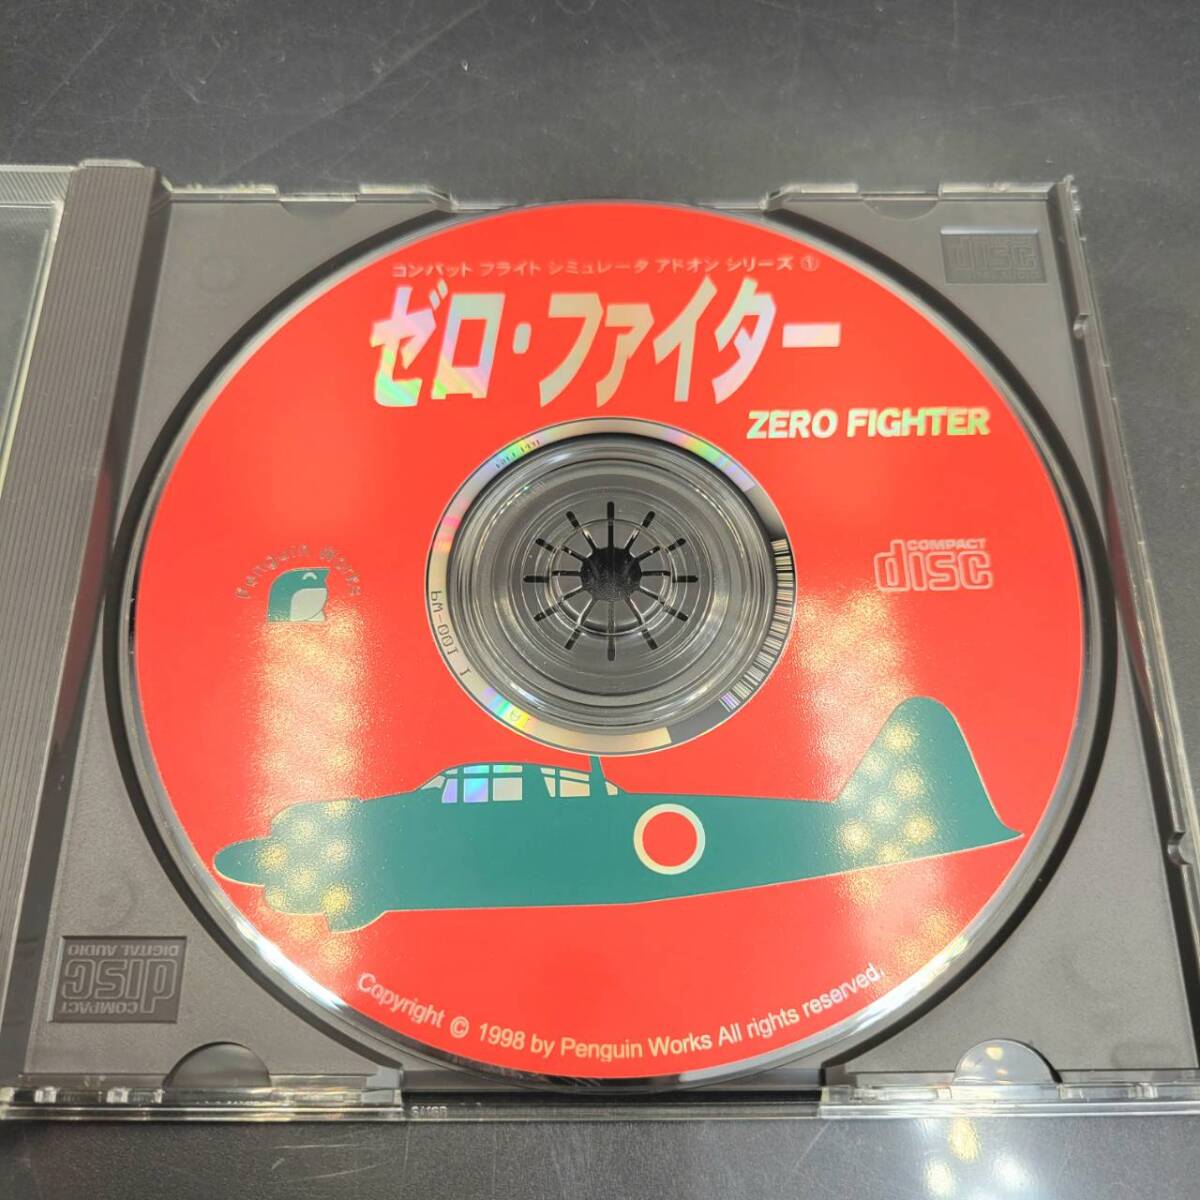 コンバット フライト シミュレータ アドオン シリーズ ①
ゼロ・ファイター
ZERO FIGHTER
Penguin Works
COMPACT
disc
PM-001 1
Copyright © 1998 by Penguin Works All rights reserved.
COMPACT
disc
DIGITAL AUDIO
disc